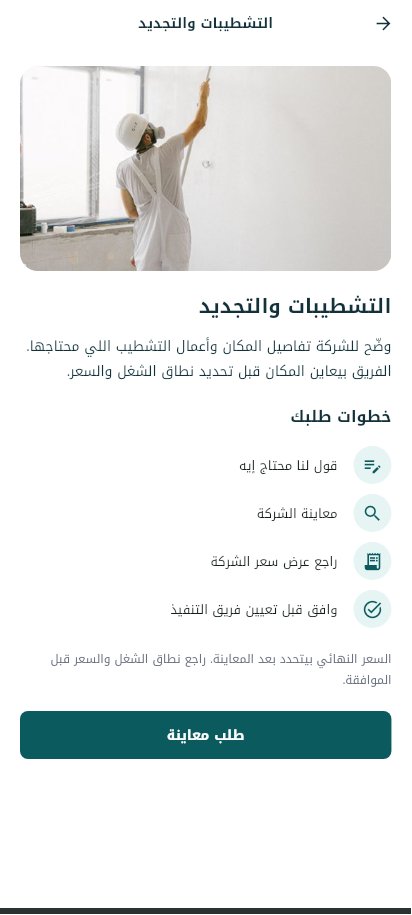 التشطيبات والتجديد
التشطيبات والتجديد
وضّح للشركة تفاصيل المكان وأعمال التشطيب اللي محتاجها.
الفريق بيعاين المكان قبل تحديد نطاق الشغل والسعر.
خطوات طلبك
قول لنا محتاج إيه
معاينة الشركة
راجع عرض سعر الشركة
وافق قبل تعيين فريق التنفيذ
السعر النهائي بيتحدد بعد المعاينة. راجع نطاق الشغل والسعر قبل
الموافقة.
طلب معاينة